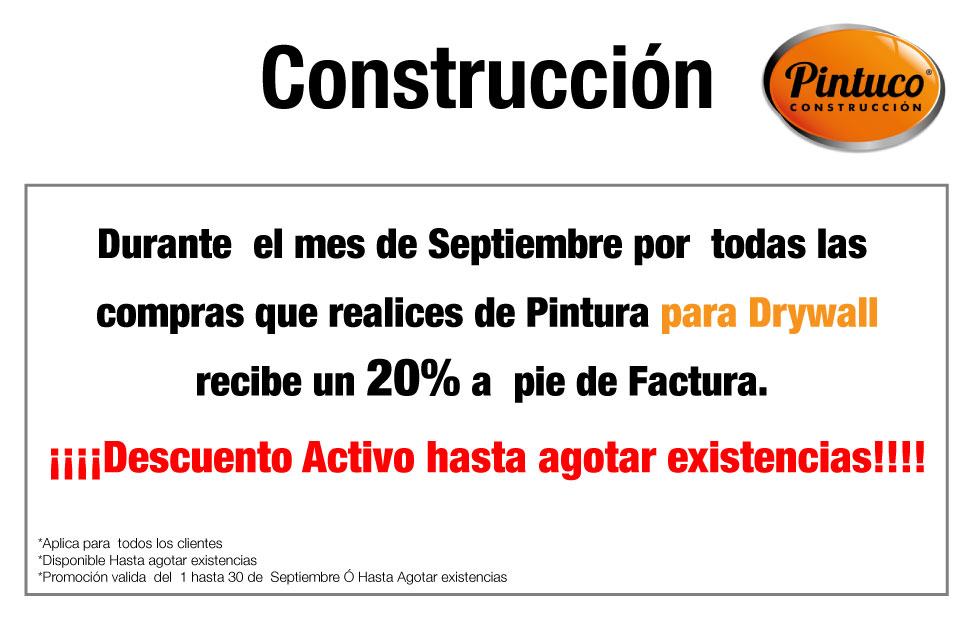 Construcción
Pintuco®
CONSTRUCCIÓN
Durante el mes de Septiembre por todas las
compras que realices de Pintura para Drywall
recibe un 20% a pie de Factura.
¡¡¡¡Descuento Activo hasta agotar existencias!!!!
*Aplica para todos los clientes
*Disponible Hasta agotar existencias
*Promoción valida del 1 hasta 30 de Septiembre Ó Hasta Agotar existencias